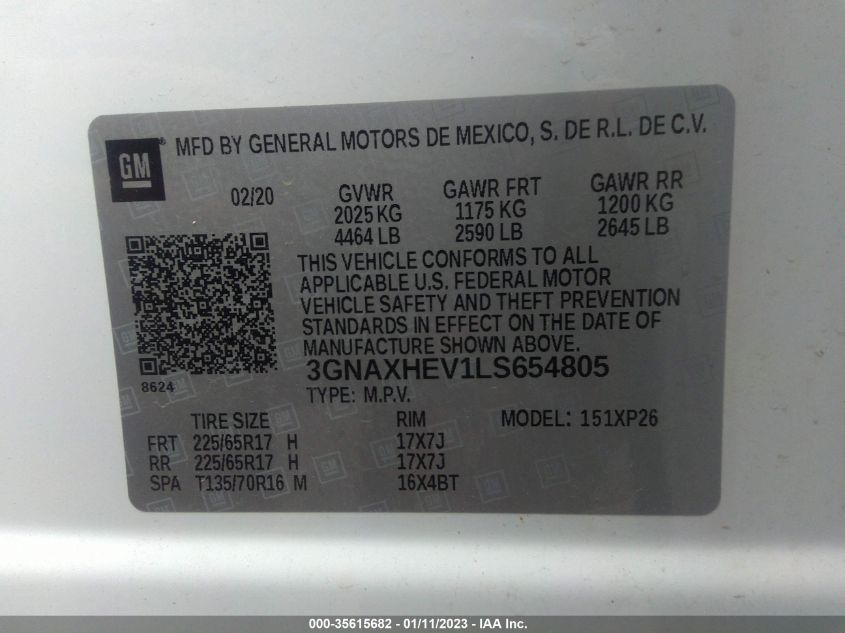 GM ® MFD BY GENERAL MOTORS DE MEXICO, S. DE R.L. DE C.V.
02/20 GVWR GAWR FRT GAWR RR
2025 KG 1175 KG 1200 KG
4464 LB 2590 LB 2645 LB
THIS VEHICLE CONFORMS TO ALL
APPLICABLE U.S. FEDERAL MOTOR
VEHICLE SAFETY AND THEFT PREVENTION
STANDARDS IN EFFECT ON THE DATE OF
MANUFACTURE SHOWN ABOVE.
3GNAXHEV1LS654805
8624
TYPE: M.P.V.
TIRE SIZE RIM MODEL: 151XP26
FRT 225/65R17 H 17X7J
RR 225/65R17 H 17X7J
SPA T135/70R16 M 16X4BT
000-35615682 - 01/11/2023 - IAA Inc.